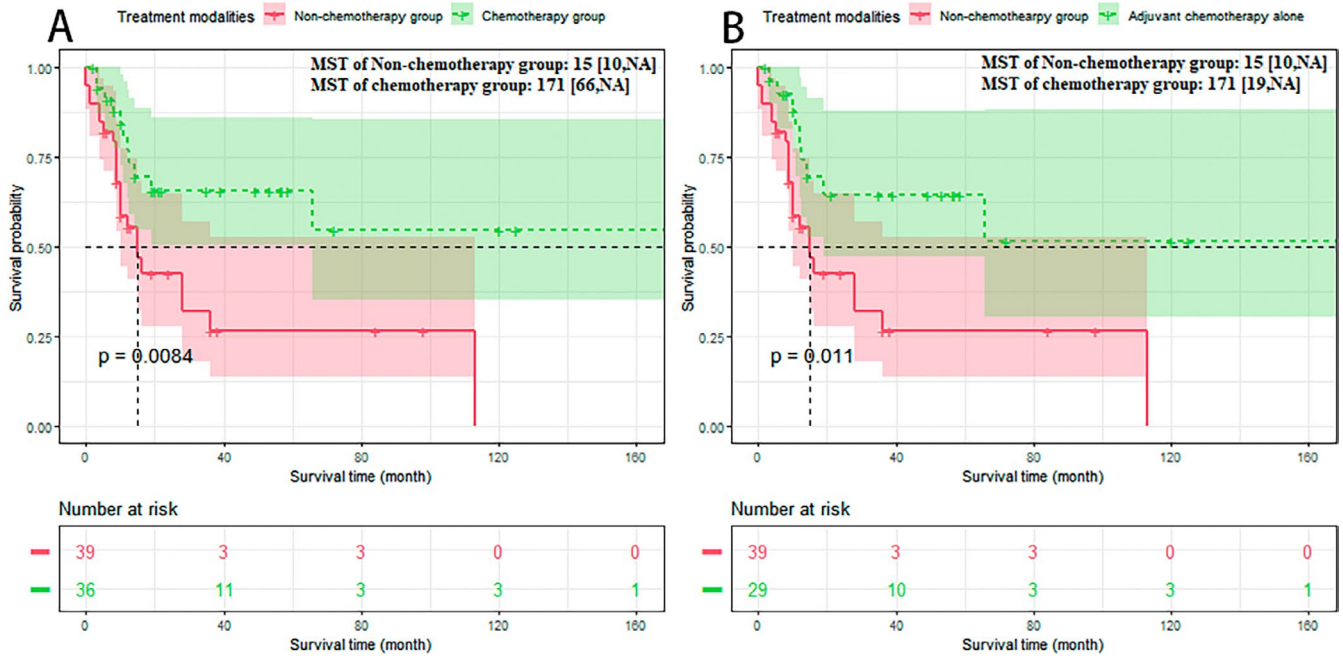 A
Treatment modalities Non-chemotherapy group Chemotherapy group
MST of Non-chemotherapy group: 15 [10,NA]
MST of chemotherapy group: 171 [66,NA]
Survival probability
1.00
0.75
0.50
0.25
0.00
p = 0.0084
0 40 80 120 160
Survival time (month)
Number at risk
39 3 3 0 0
36 11 3 3 1
0 40 80 120 160
Survival time (month)
B
Treatment modalities Non-chemothearpy group Adjuvant chemotherapy alone
MST of Non-chemotherapy group: 15 [10,NA]
MST of chemotherapy group: 171 [19,NA]
Survival probability
1.00
0.75
0.50
0.25
0.00
p = 0.011
0 40 80 120 160
Survival time (month)
Number at risk
39 3 3 0 0
29 10 3 3 1
0 40 80 120 160
Survival time (month)